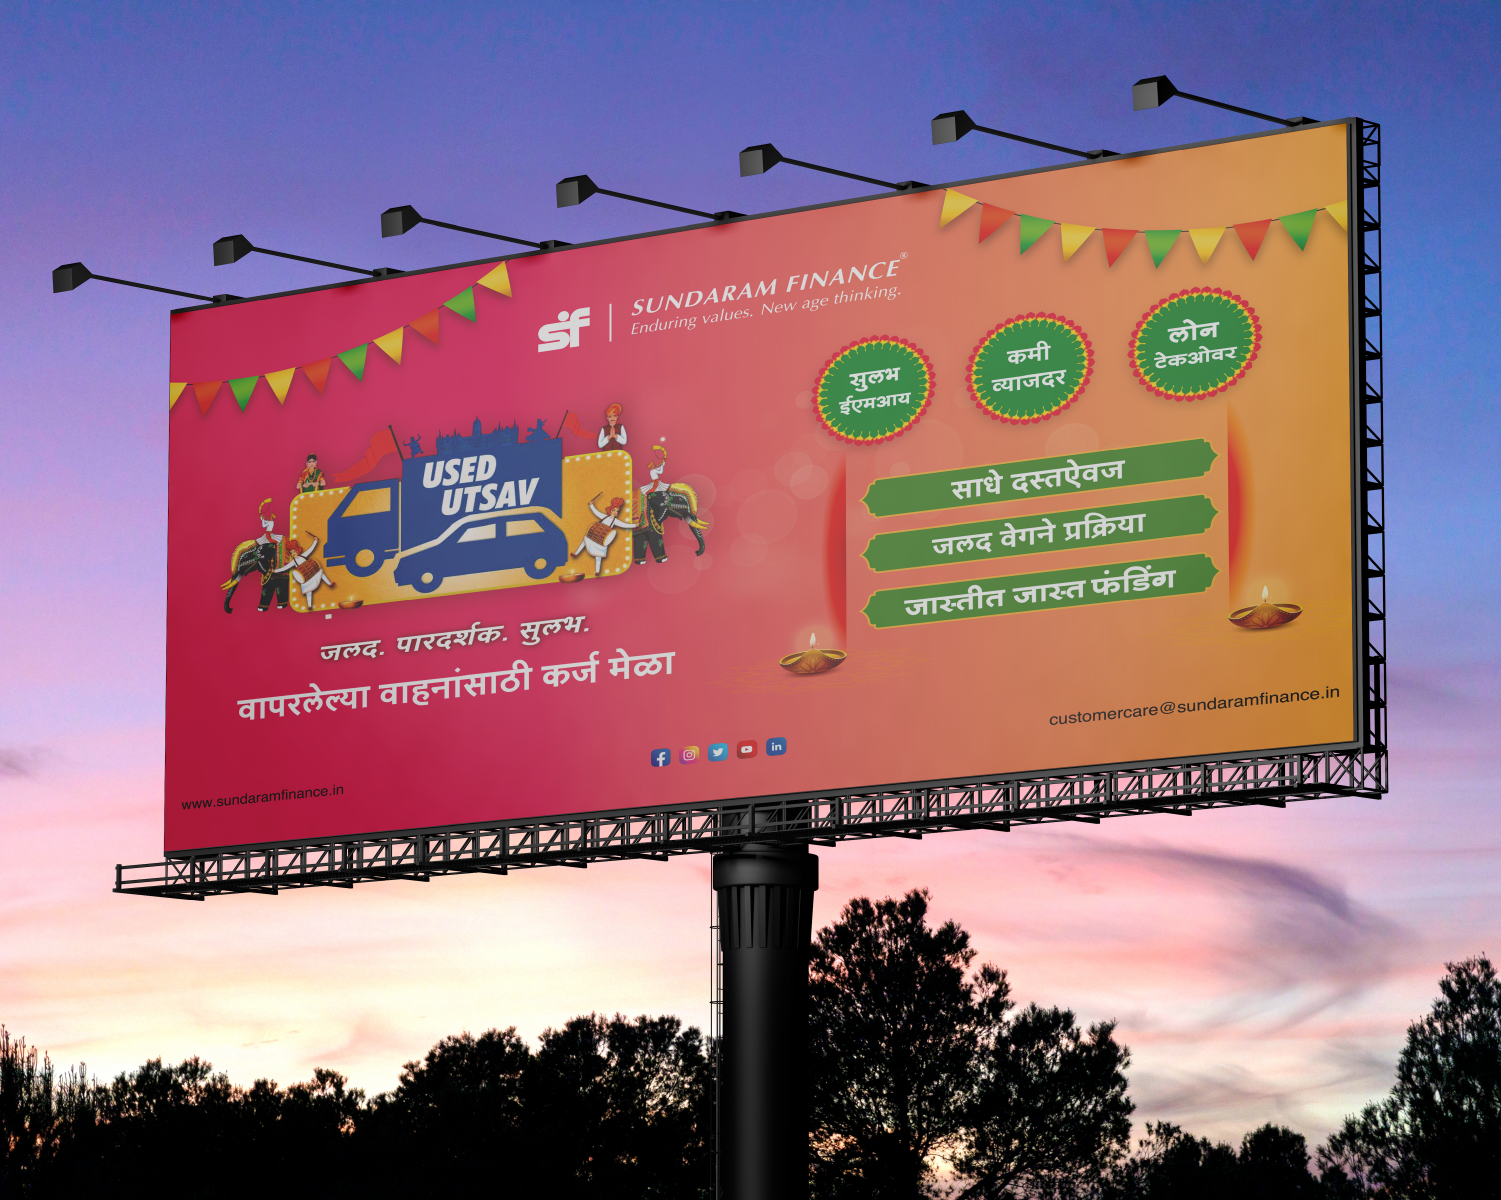 sf
SUNDARAM FINANCE®
Enduring values. New age thinking.
USED
UTSAV
जलद. पारदर्शक. सुलभ.
वापरलेल्या वाहनांसाठी कर्ज मेळा
www.sundaramfinance.in
सुलभ
ईएमआय
कमी
व्याजदर
लोन
टेकओवर
साधे दस्तऐवज
जलद वेगने प्रक्रिया
जास्तीत जास्त फंडिंग
customercare@sundaramfinance.in